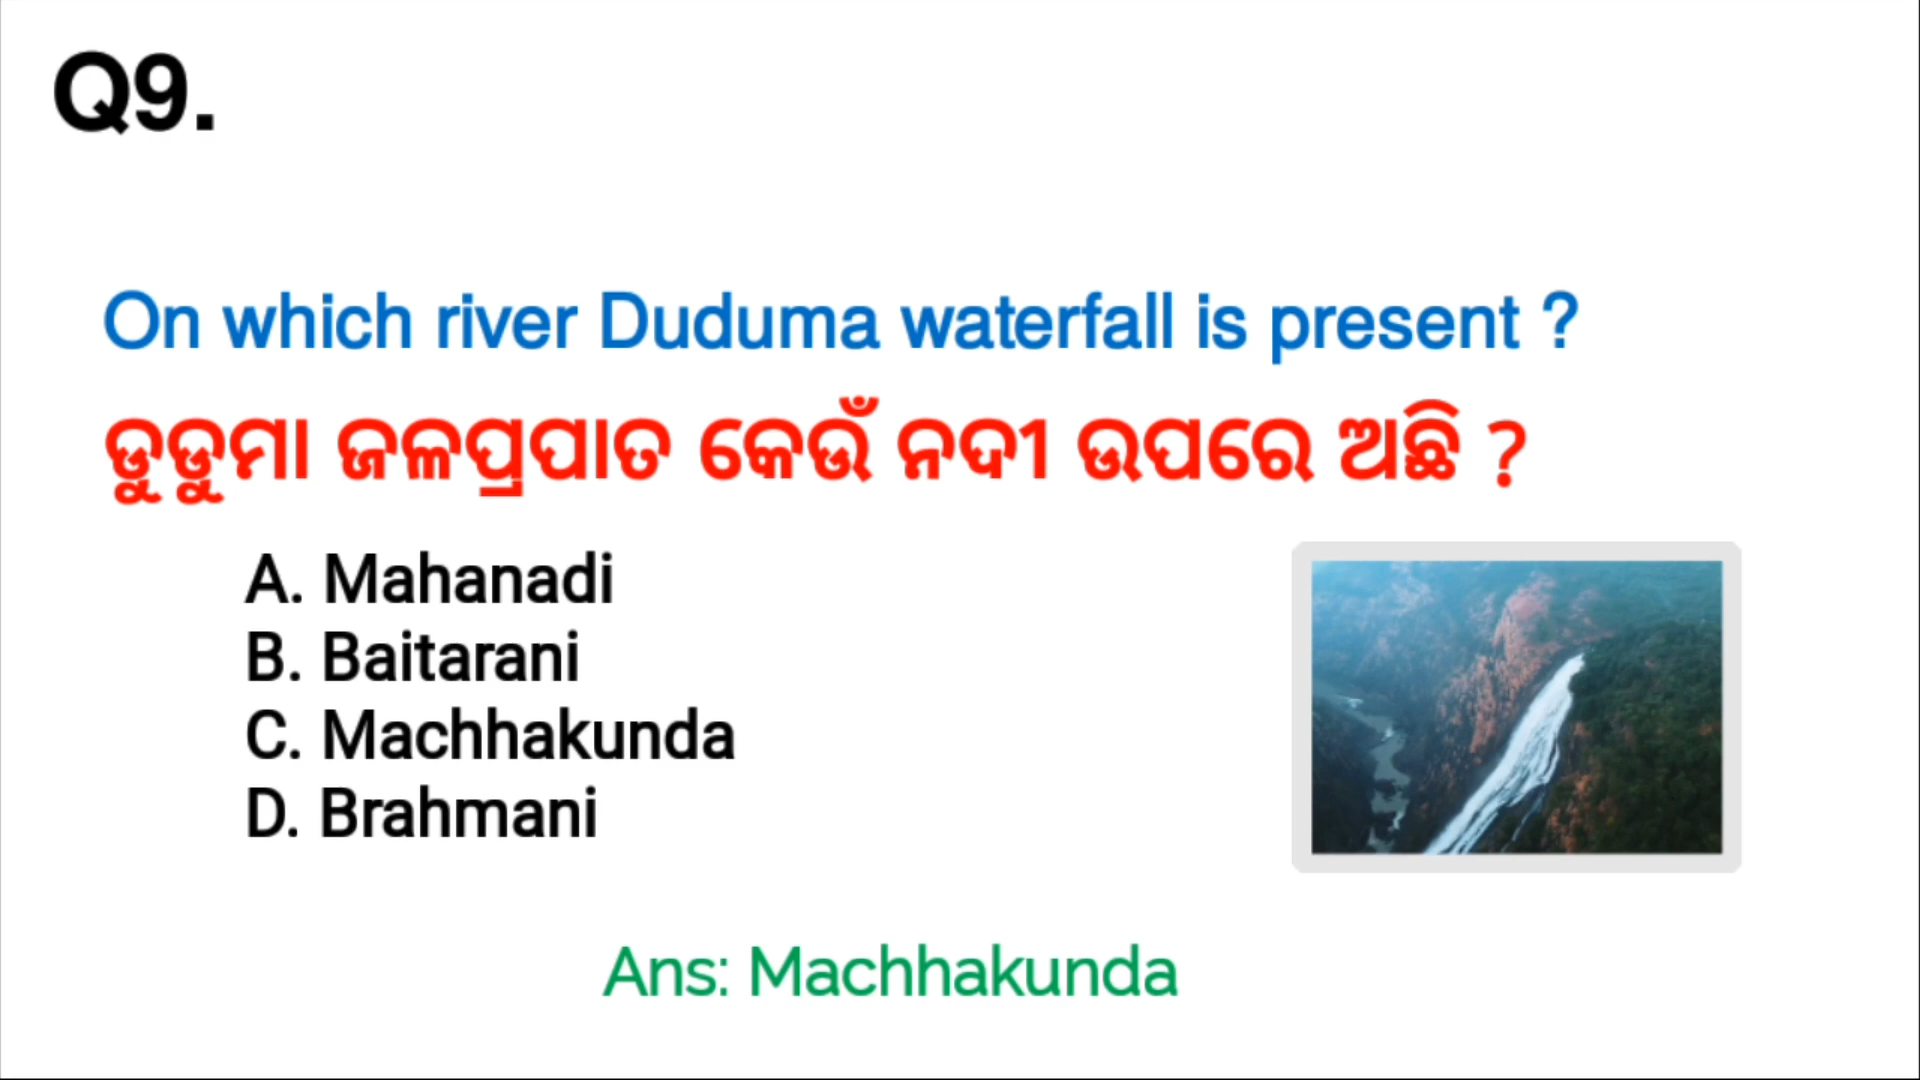 Q9.
On which river Duduma waterfall is present ?
ଡୁଡୁମା ଜଳପ୍ରପାତ କେଉଁ ନଦୀ ଉପରେ ଅଛି ?
A. Mahanadi
B. Baitarani
C. Machhakunda
D. Brahmani
Ans: Machhakunda